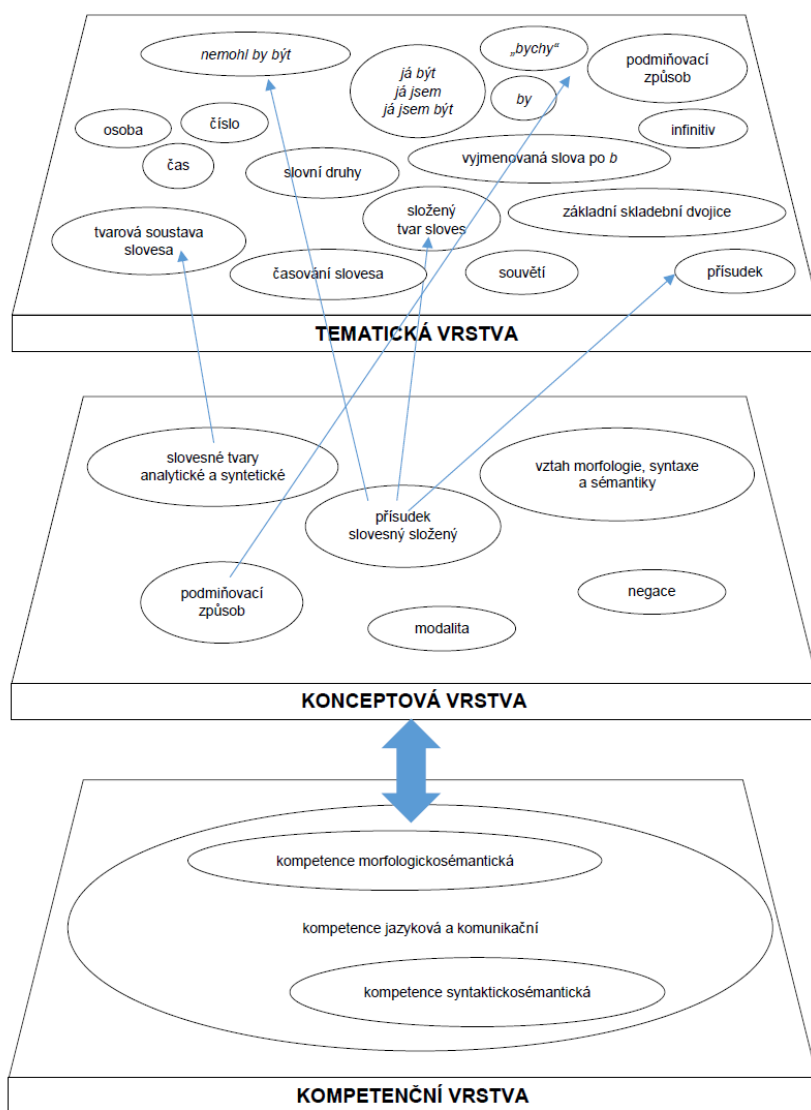 nemohl by být
„bychy“
já být
já jsem
já jsem být
by
podmiňovací
způsob
osoba
číslo
infinitiv
čas
slovní druhy
vyjmenovaná slova po b
tvarová soustava
slovesa
složený
tvar sloves
základní skladební dvojice
časování slovesa
souvětí
přísudek
TEMATICKÁ VRSTVA
slovesné tvary
analytické a syntetické
vztah morfologie, syntaxe
a sémantiky
přísudek
slovesný složený
podmiňovací
způsob
negace
modalita
KONCEPTOVÁ VRSTVA
kompetence morfologickosémantická
kompetence jazyková a komunikační
kompetence syntaktickosémantická
KOMPETENČNÍ VRSTVA